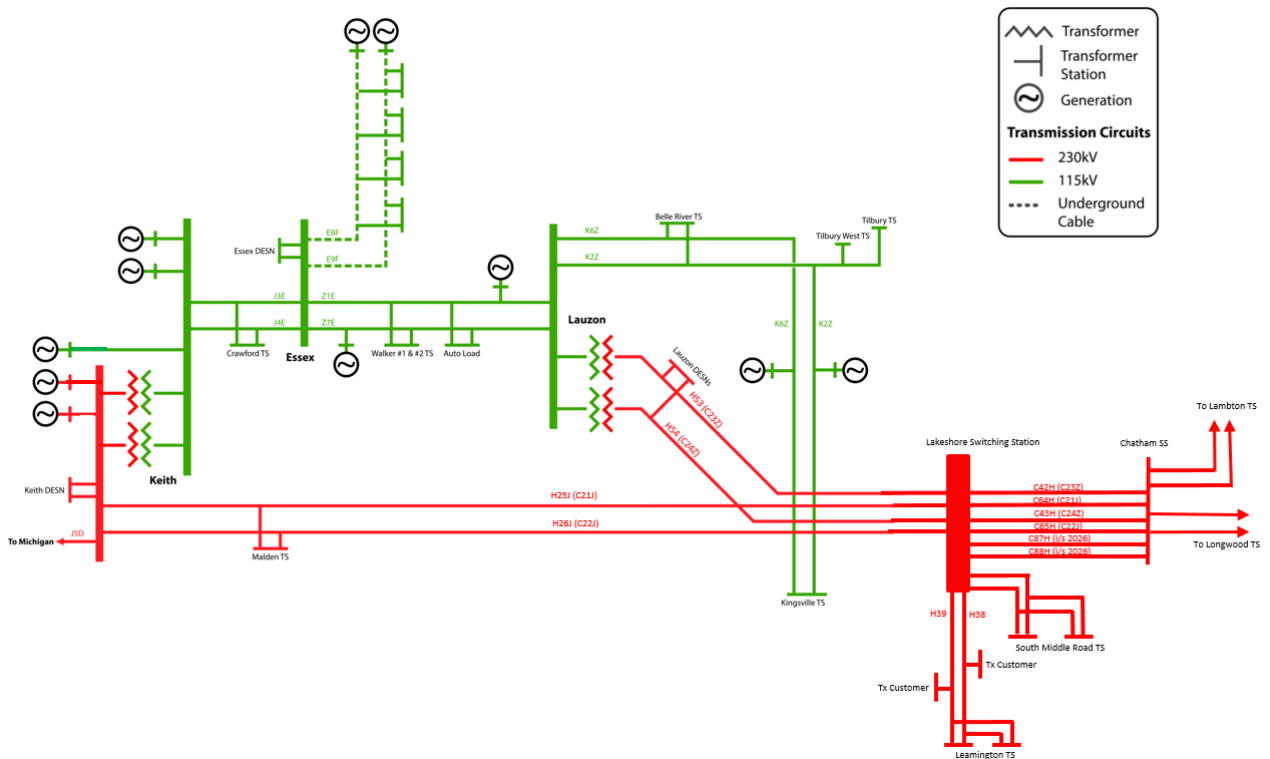 Transformer
Transformer
Station
Generation
Transmission Circuits
230kV
115kV
Underground
Cable
Belle River TS
Tilbury TS
Tilbury West TS
K6Z
K2Z
E8F
E9F
Essex DESN
J3E
Z1E
J4E
Z7E
Crawford TS
Essex
Walker #1 & #2 TS
Auto Load
Lauzon
K6Z
K2Z
Lauzon DESNs
H53 (C23Z)
H54 (C24Z)
Keith
Keith DESN
J5D
To Michigan
H25J (C21J)
H26J (C22J)
Malden TS
Kingsville TS
Lakeshore Switching Station
Chatham SS
To Lambton TS
To Longwood TS
C42H (C23Z)
C64H (C21J)
C43H (C24Z)
C65H (C22J)
C87H (i/s 2026)
C88H (i/s 2026)
H39
H38
South Middle Road TS
Tx Customer
Tx Customer
Leamington TS